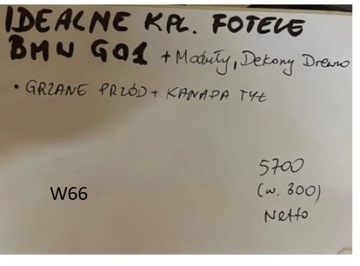 IDEALNE KPL. FOTELE
BMW G01 + Moduły, Dekory Drewno
• GRZANE PRZÓD + KANAPA TYŁ
5700
(w. 300)
Netto
W66